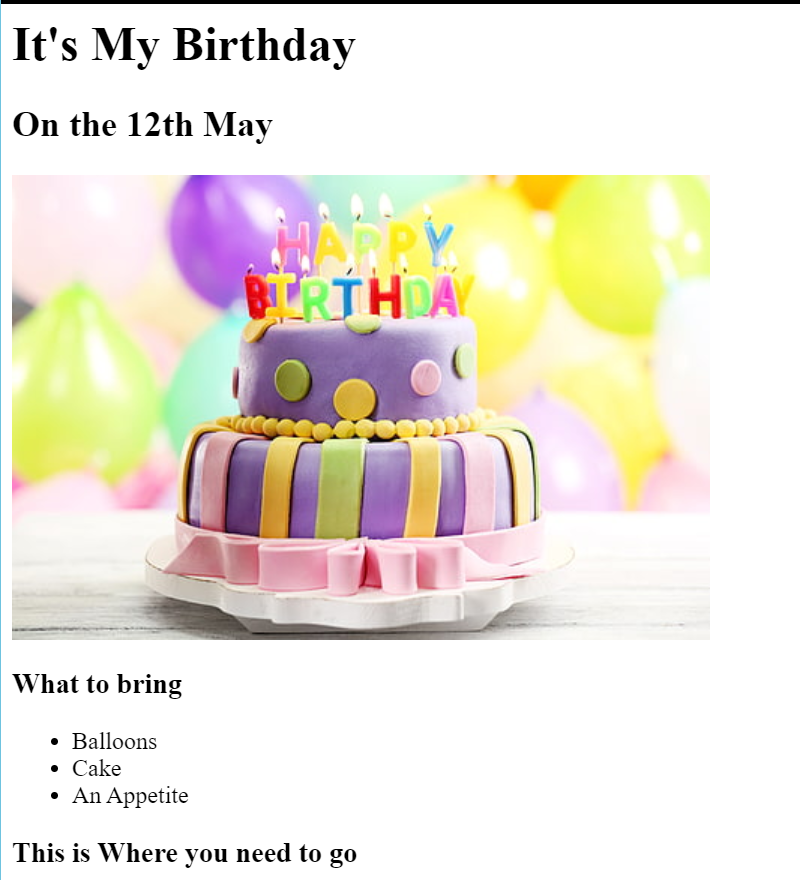 It's My Birthday
On the 12th May
HAPPY
BIRTHDAY
What to bring
Balloons
Cake
An Appetite
This is Where you need to go